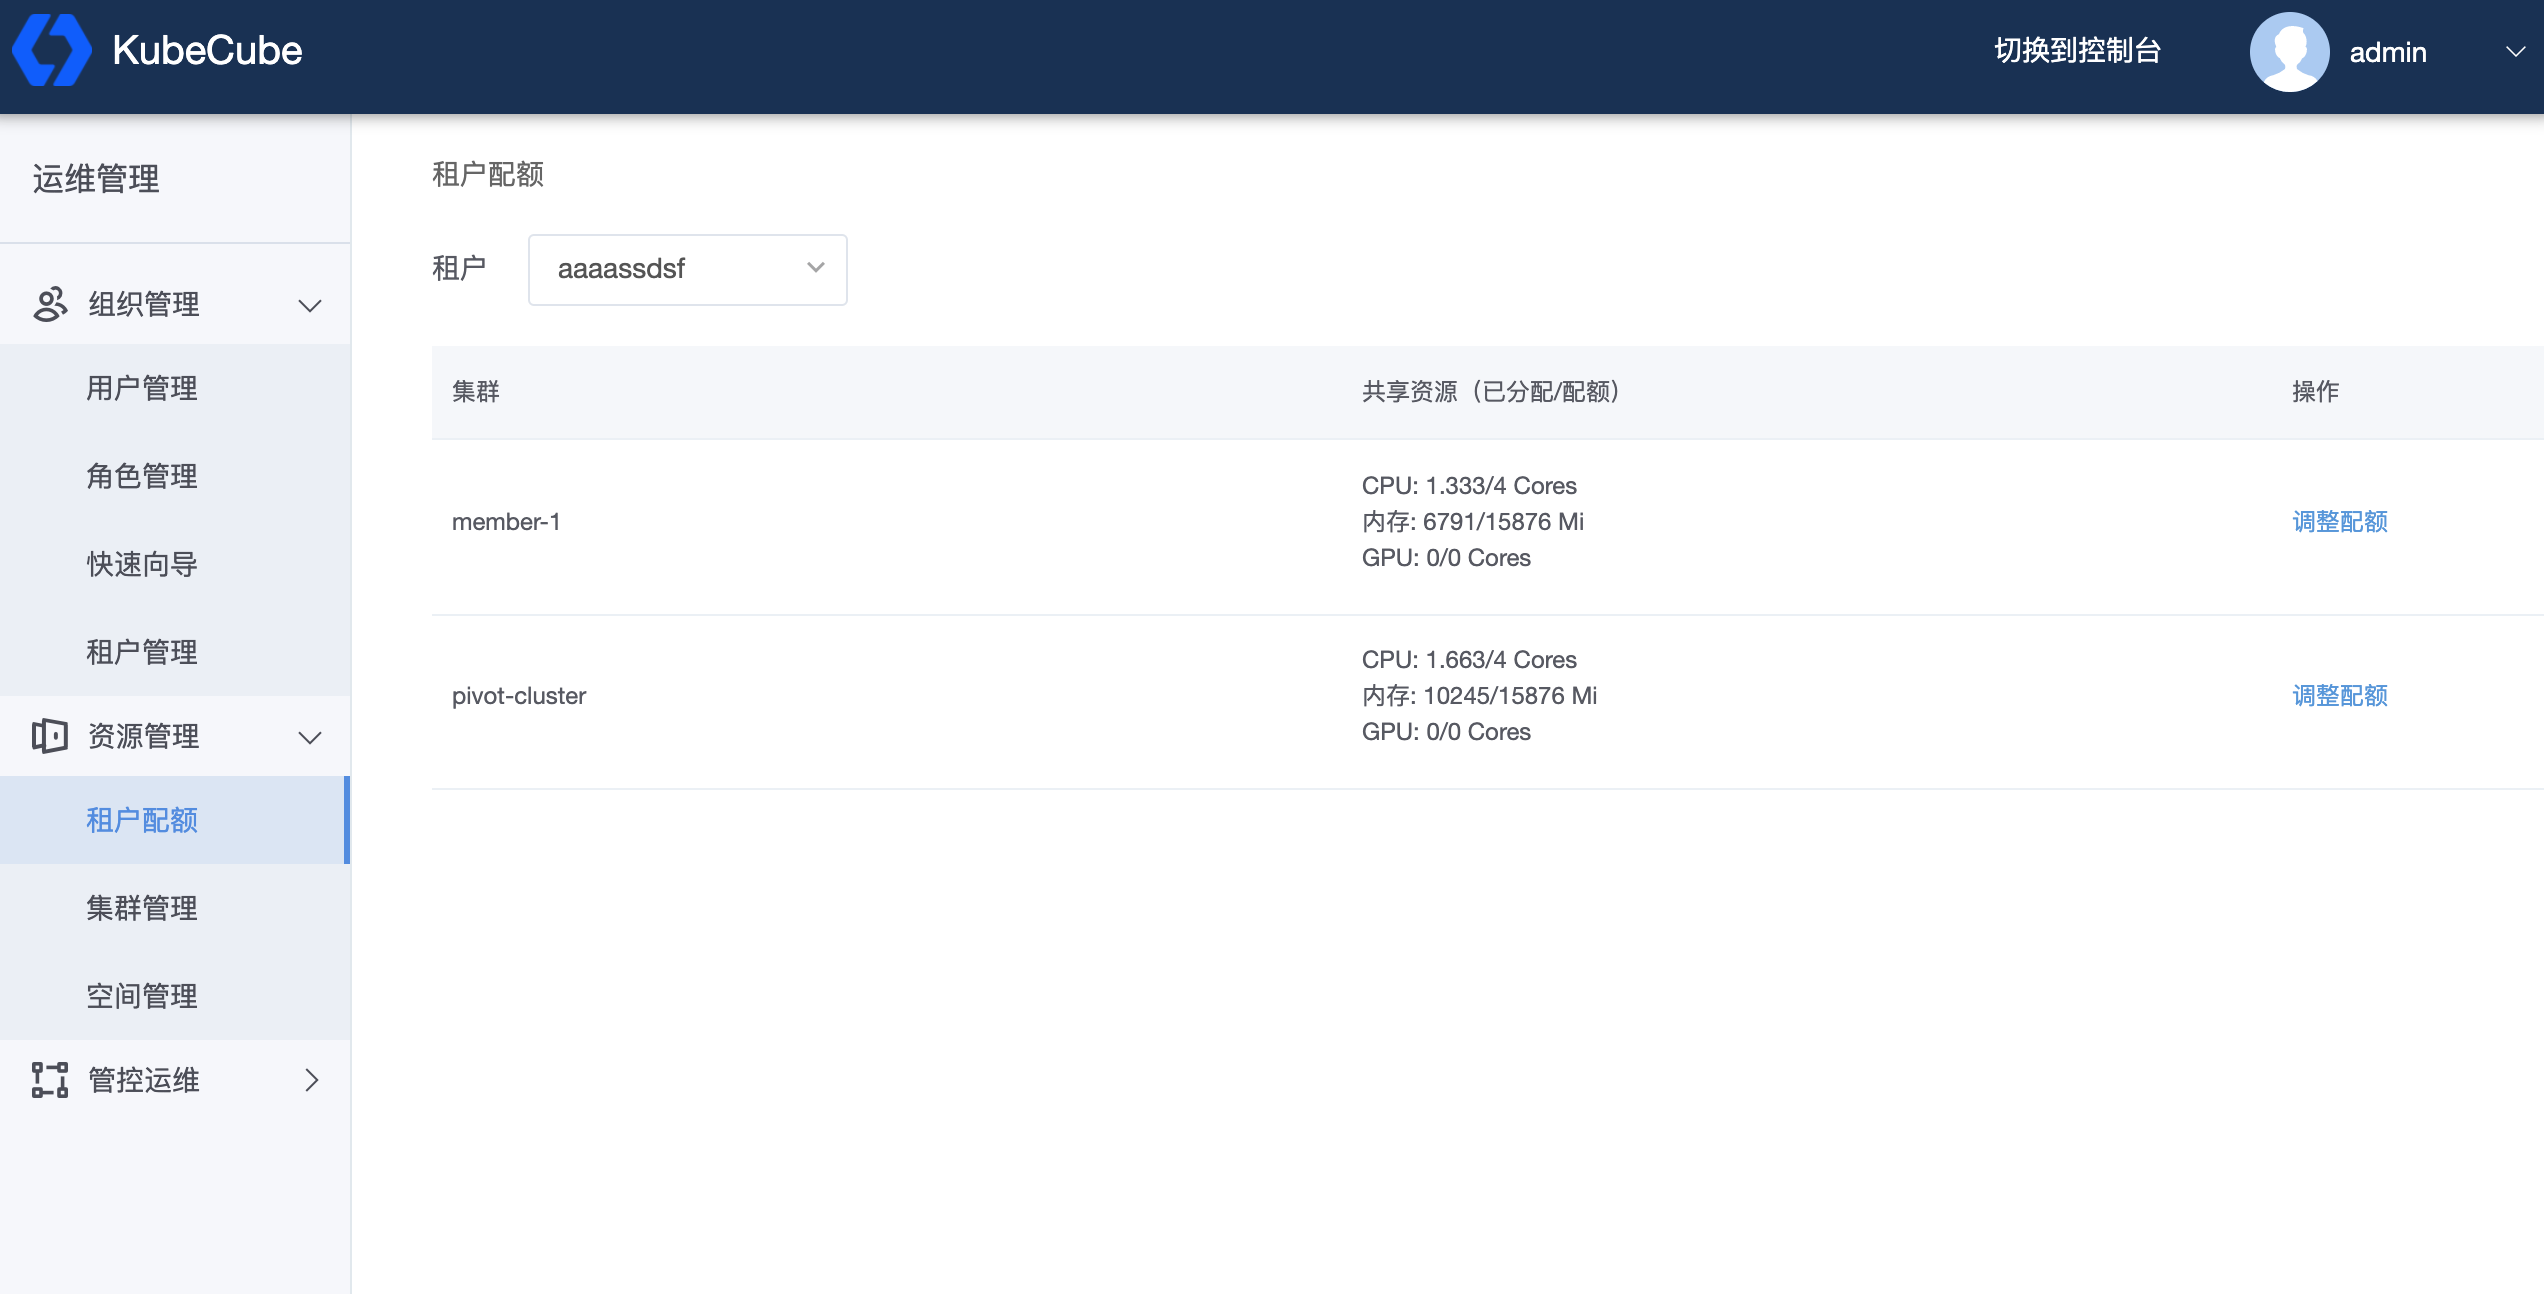 KubeCube
切换到控制台
admin
运维管理
组织管理
用户管理
角色管理
快速向导
租户管理
资源管理
租户配额
集群管理
空间管理
管控运维
租户配额
租户 aaaassdsf
集群 共享资源（已分配/配额） 操作
member-1
CPU: 1.333/4 Cores
内存: 6791/15876 Mi
GPU: 0/0 Cores
调整配额
pivot-cluster
CPU: 1.663/4 Cores
内存: 10245/15876 Mi
GPU: 0/0 Cores
调整配额